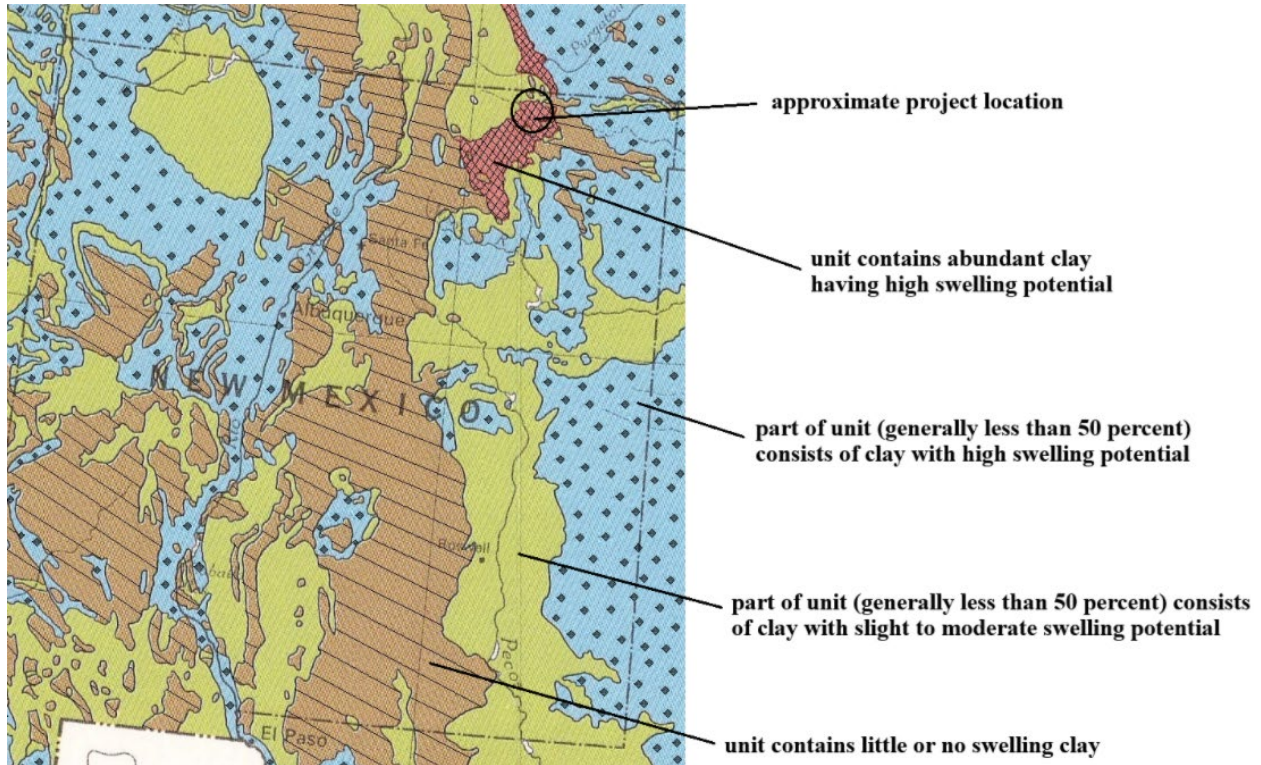 Purgatoir
approximate project location
Santa Fe
unit contains abundant clay
having high swelling potential
Albuquerque
NEW MEXICO
part of unit (generally less than 50 percent)
consists of clay with high swelling potential
Roswell
part of unit (generally less than 50 percent) consists
of clay with slight to moderate swelling potential
Pecos
El Paso
unit contains little or no swelling clay